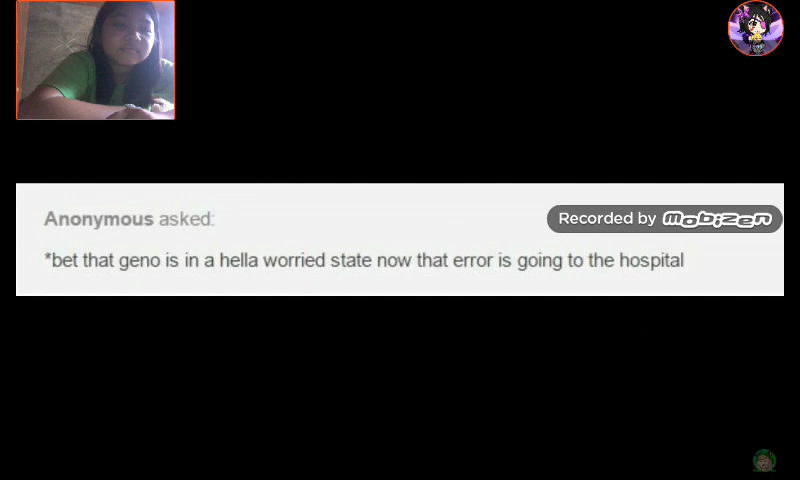 Anonymous asked:
Recorded by mobizen
*bet that geno is in a hella worried state now that error is going to the hospital